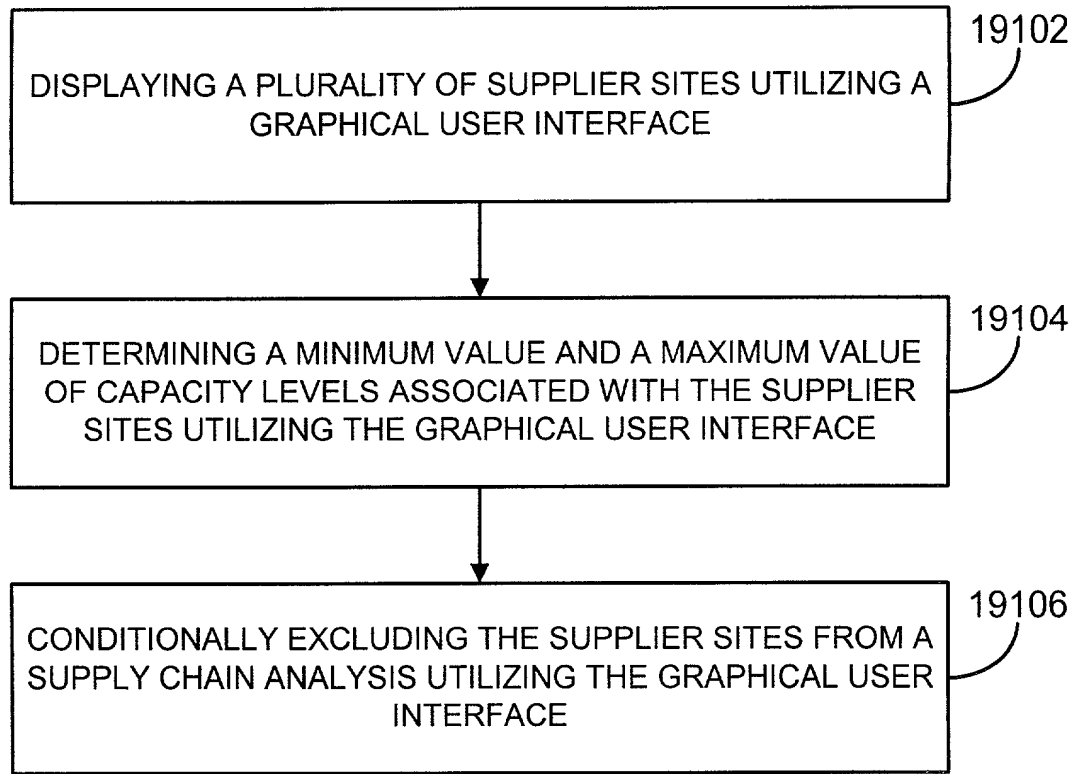 19102
DISPLAYING A PLURALITY OF SUPPLIER SITES UTILIZING A
GRAPHICAL USER INTERFACE
19104
DETERMINING A MINIMUM VALUE AND A MAXIMUM VALUE
OF CAPACITY LEVELS ASSOCIATED WITH THE SUPPLIER
SITES UTILIZING THE GRAPHICAL USER INTERFACE
19106
CONDITIONALLY EXCLUDING THE SUPPLIER SITES FROM A
SUPPLY CHAIN ANALYSIS UTILIZING THE GRAPHICAL USER
INTERFACE